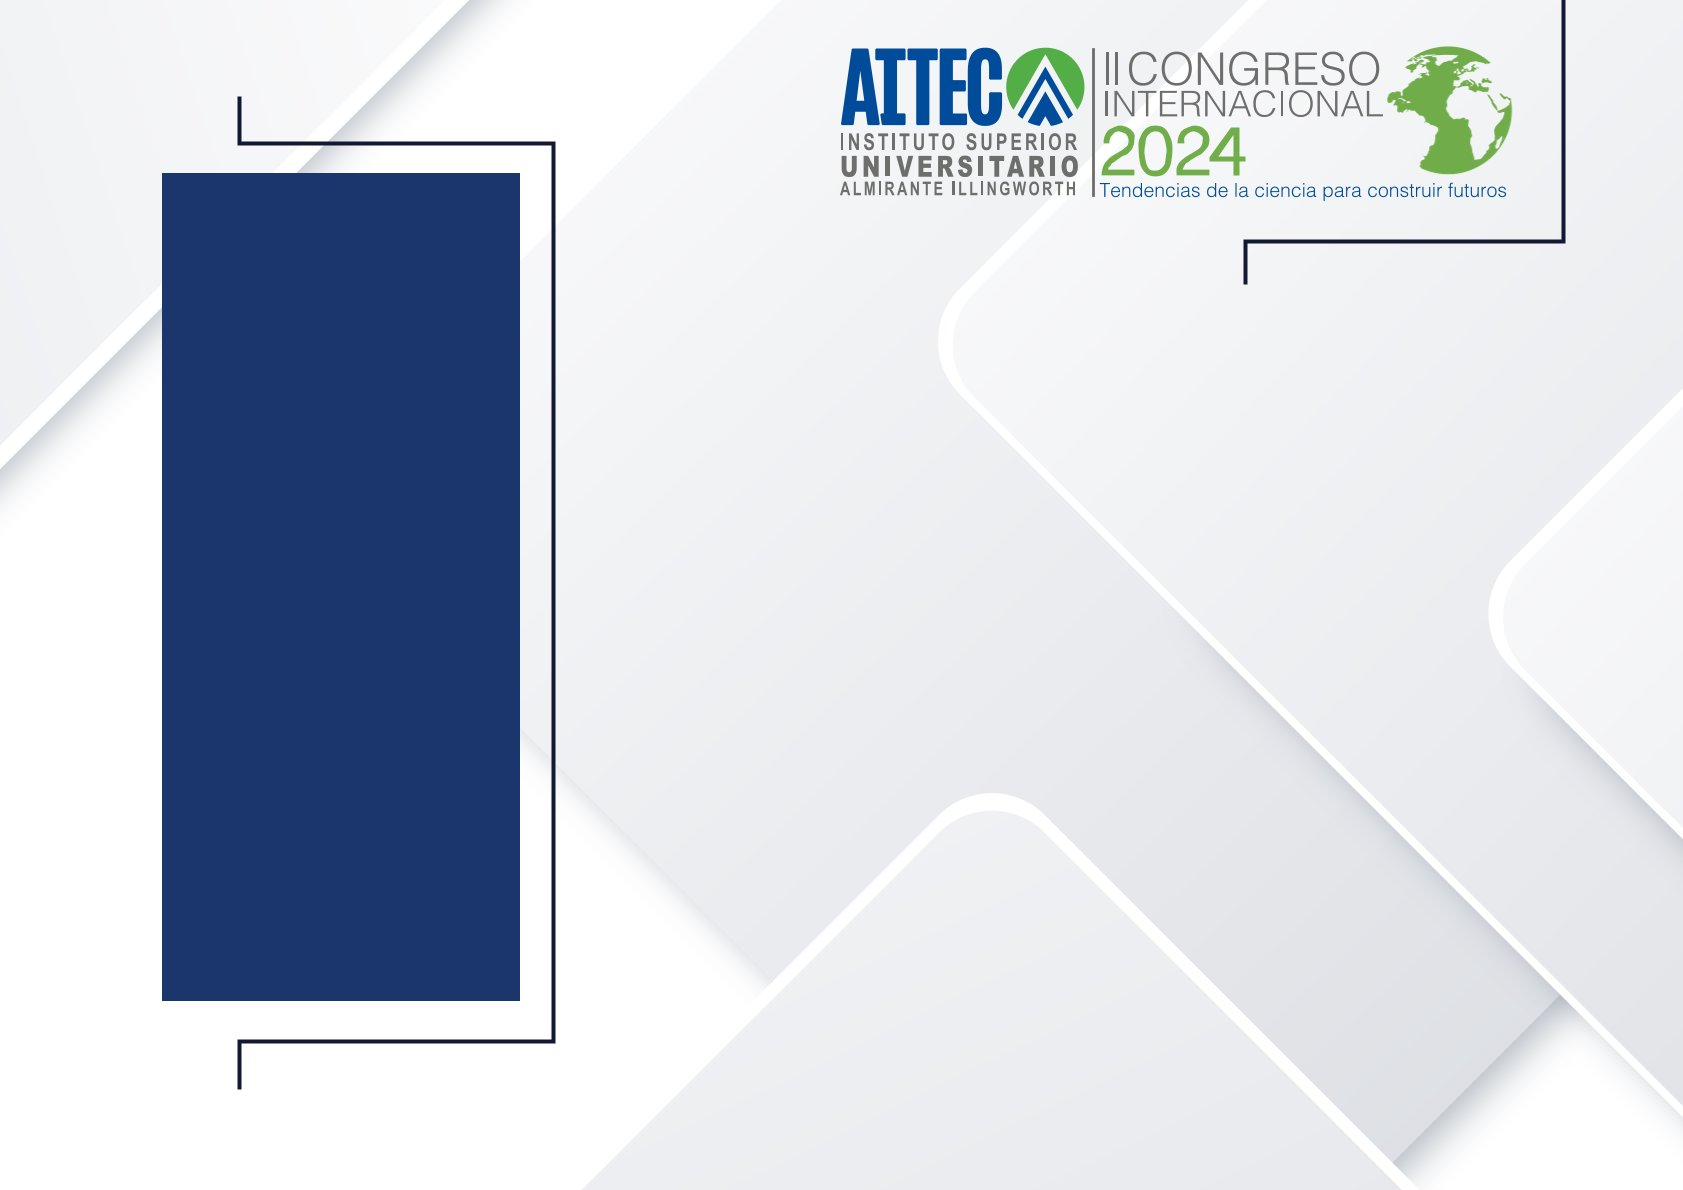 AITEC
INSTITUTO SUPERIOR
UNIVERSITARIO
ALMIRANTE ILLINGWORTH
II CONGRESO
INTERNACIONAL
2024
Tendencias de la ciencia para construir futuros